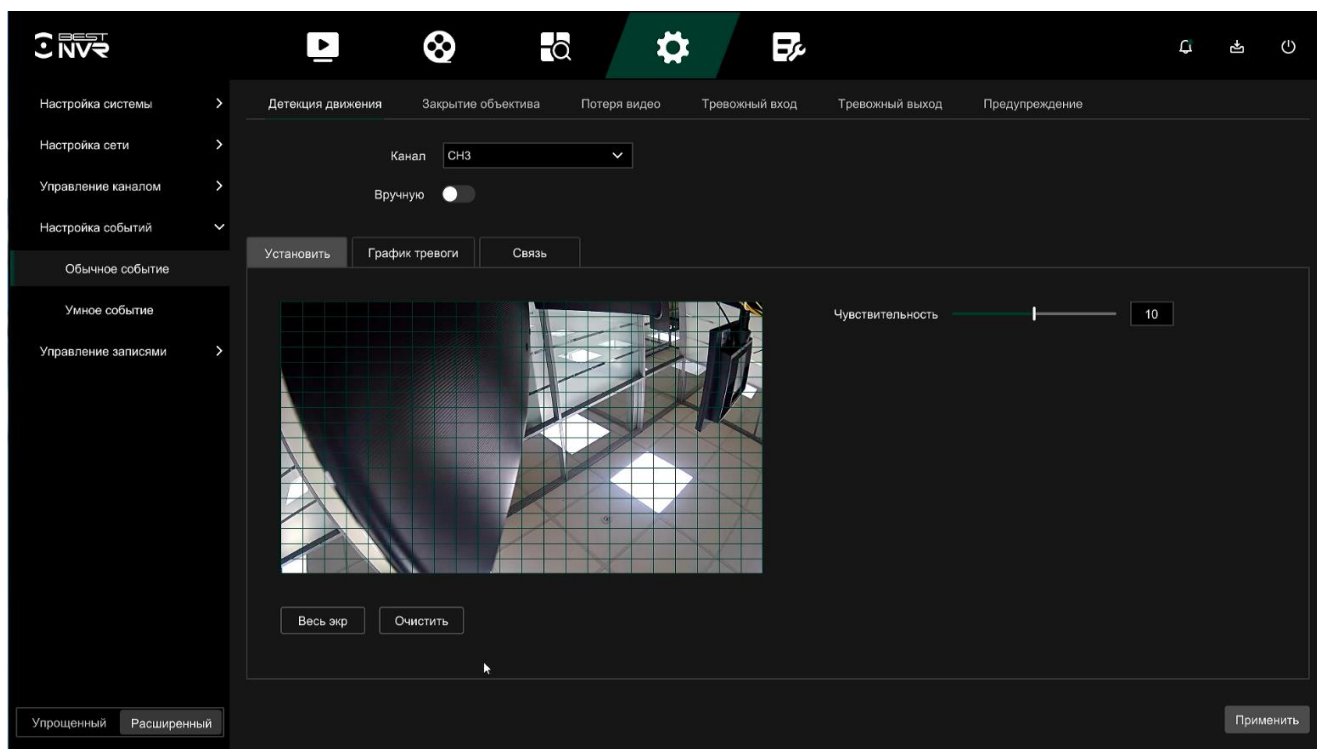 BEST
NVR
Настройка системы
Настройка сети
Управление каналом
Настройка событий
Обычное событие
Умное событие
Управление записями
Упрощенный Расширенный
Детекция движения Закрытие объектива Потеря видео Тревожный вход Тревожный выход Предупреждение
Канал CH3
Вручную
Установить График тревоги Связь
Чувствительность 10
Весь экр Очистить
Применить